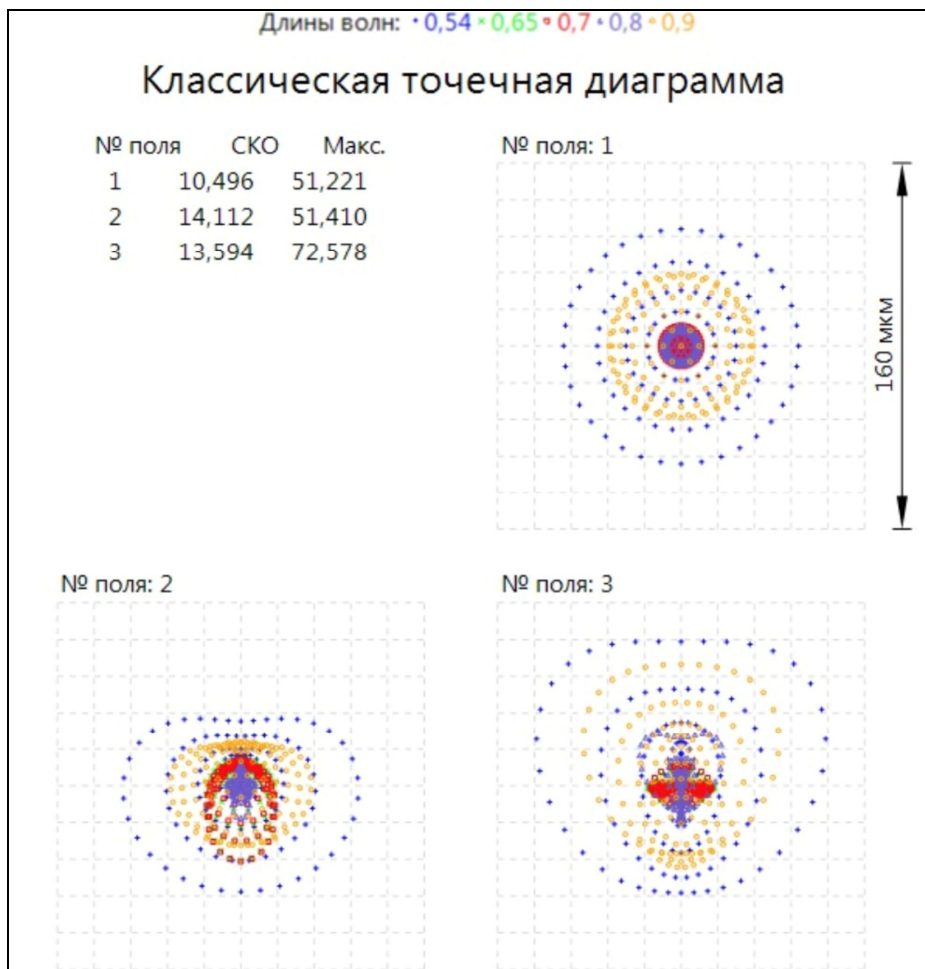 Длины волн: 0,54 0,65 0,7 0,8 0,9
Классическая точечная диаграмма
№ поля СКО Макс.
1 10,496 51,221
2 14,112 51,410
3 13,594 72,578
№ поля: 1
160 мкм
№ поля: 2
№ поля: 3